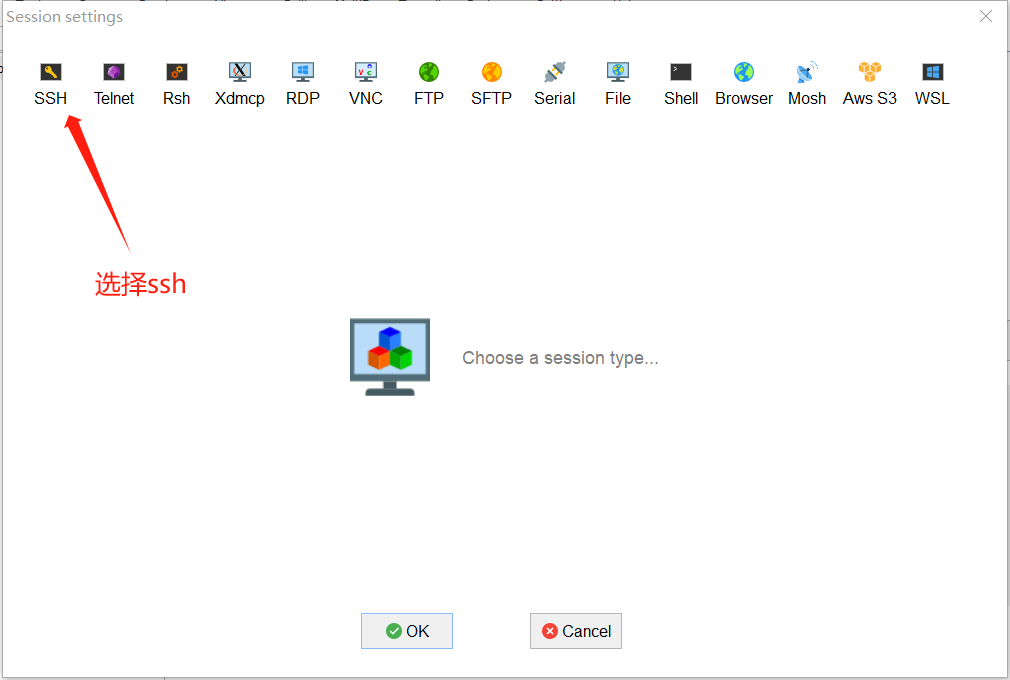 Session settings
SSH Telnet Rsh Xdmcp RDP VNC FTP SFTP Serial File Shell Browser Mosh Aws S3 WSL
选择ssh
Choose a session type...
OK Cancel